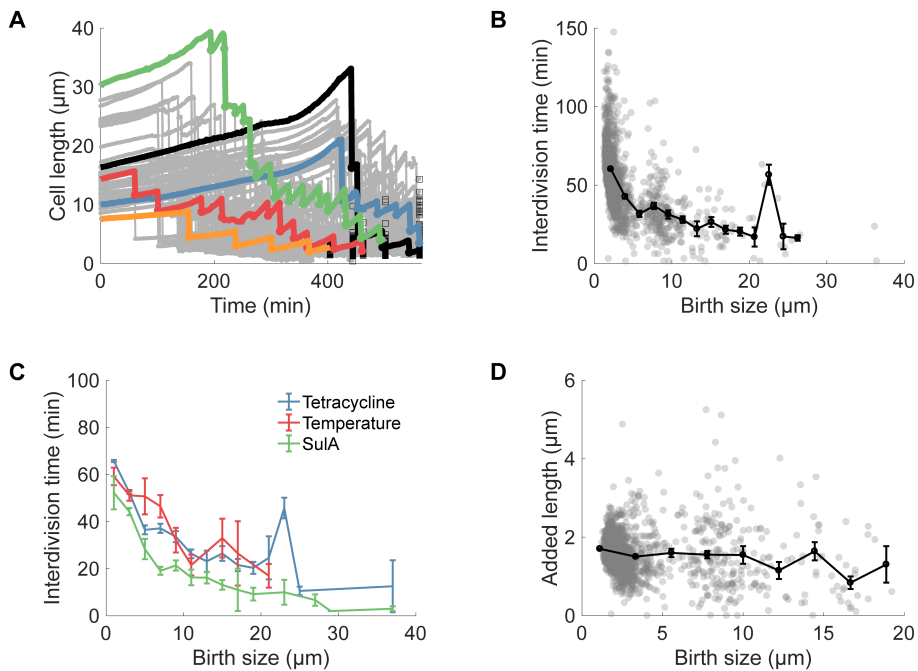 A
40
30
20
10
0
Cell length (µm)
0
200
400
Time (min)
B
150
100
50
0
Interdivision time (min)
0
10
20
30
40
Birth size (µm)
C
100
80
60
40
20
0
Interdivision time (min)
Tetracycline
Temperature
SulA
0
10
20
30
40
Birth size (µm)
D
6
4
2
0
Added length (µm)
0
5
10
15
20
Birth size (µm)